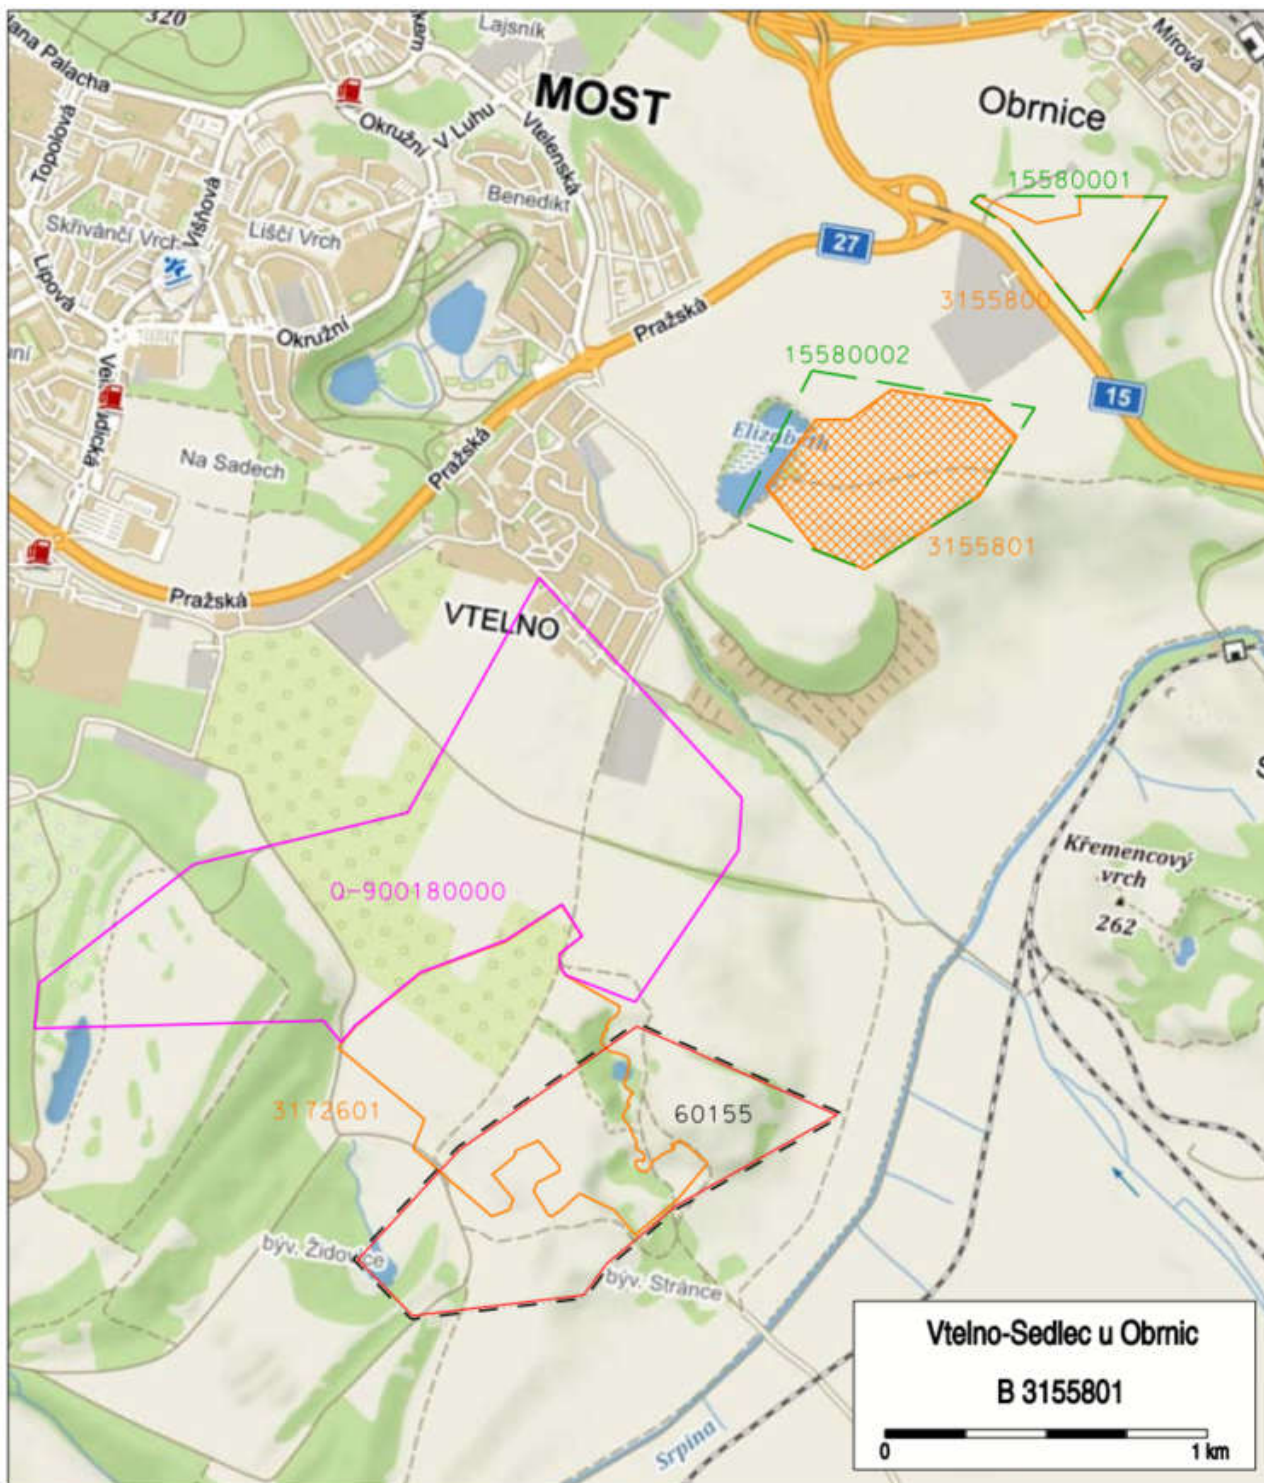 320
Lajsník
Mírová
Jana Palacha
MOST
Obrnice
Topolová
Okružní
V Luhu
Vtelenská
15580001
Višňová
Benedikt
Skřivánčí Vrch
Liščí Vrch
27
3155800
Lipová
Okružní
Pražská
15580002
15
Elizabeth
Pražská
Na Sadech
3155801
Pražská
VTELNO
Křemencový
vrch
262
Q-900180000
3172601
60155
býv. Židovice
býv. Stránce
Vtelno-Sedlec u Obrnic
B 3155801
0
1 km
Srpina